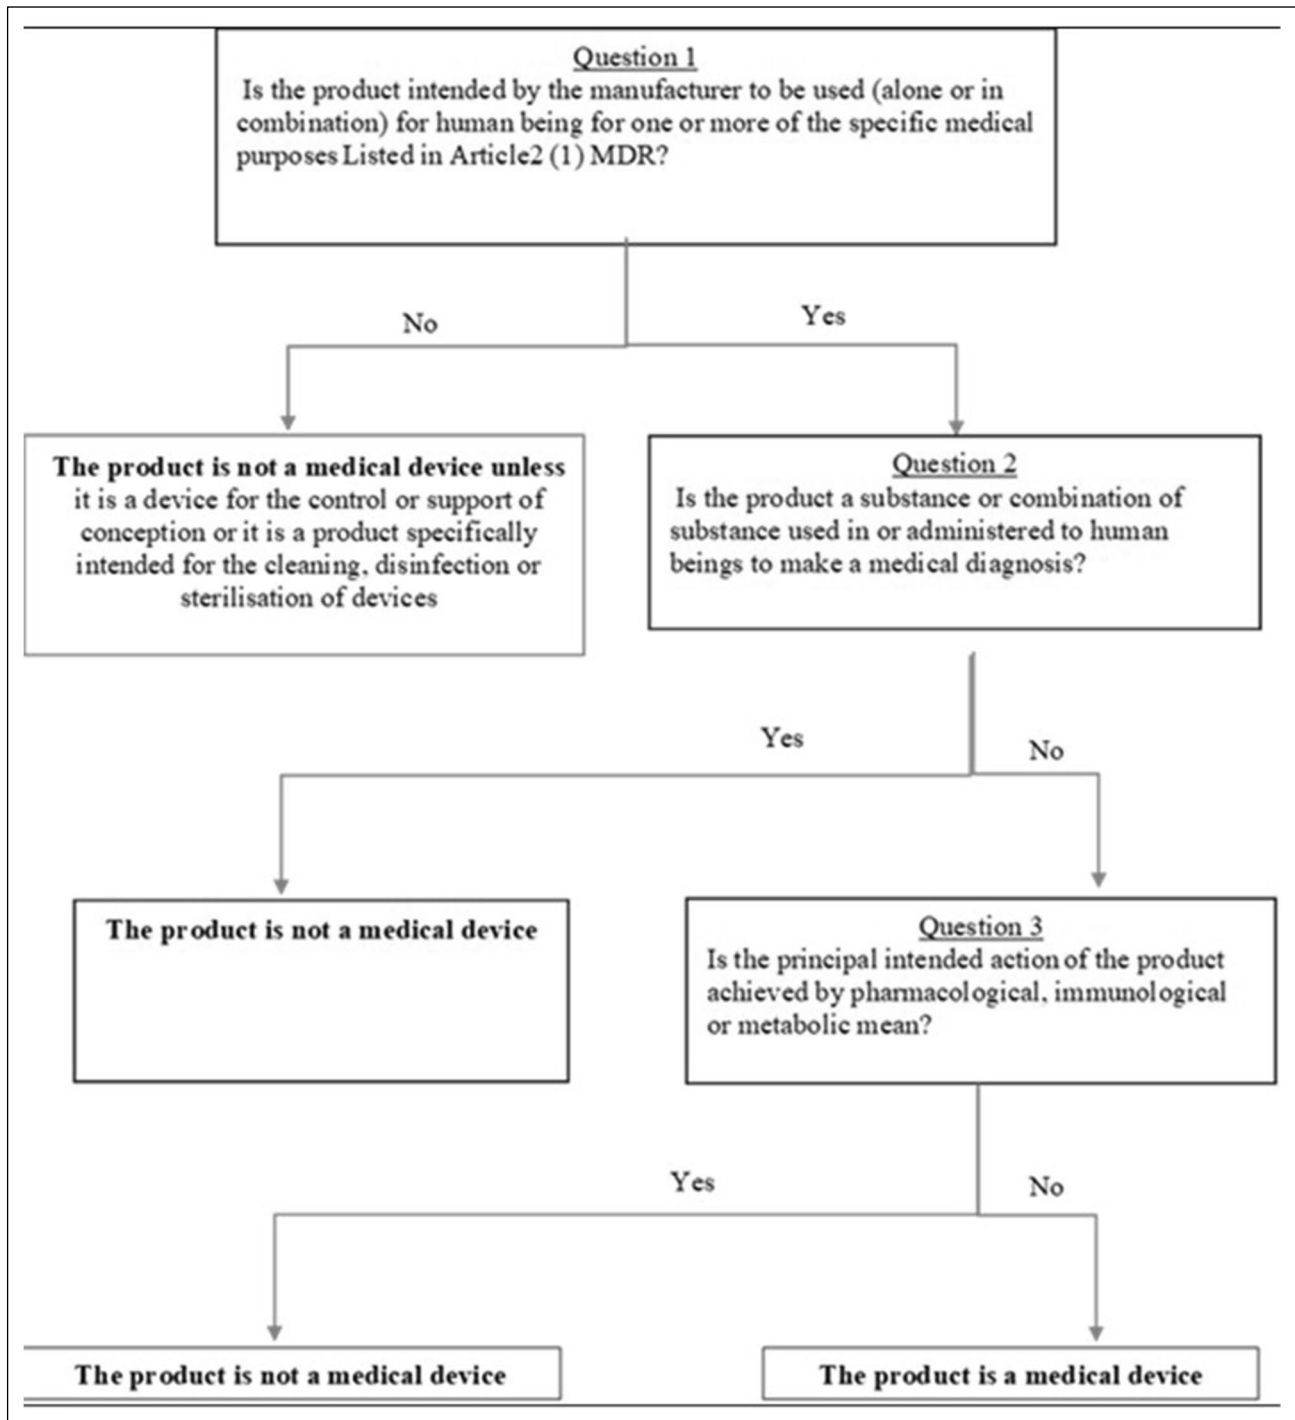 Question 1
Is the product intended by the manufacturer to be used (alone or in
combination) for human being for one or more of the specific medical
purposes Listed in Article2 (1) MDR?
No
Yes
The product is not a medical device unless
it is a device for the control or support of
conception or it is a product specifically
intended for the cleaning, disinfection or
sterilisation of devices
Question 2
Is the product a substance or combination of
substance used in or administered to human
beings to make a medical diagnosis?
Yes
No
The product is not a medical device
Question 3
Is the principal intended action of the product
achieved by pharmacological, immunological
or metabolic mean?
Yes
No
The product is not a medical device
The product is a medical device